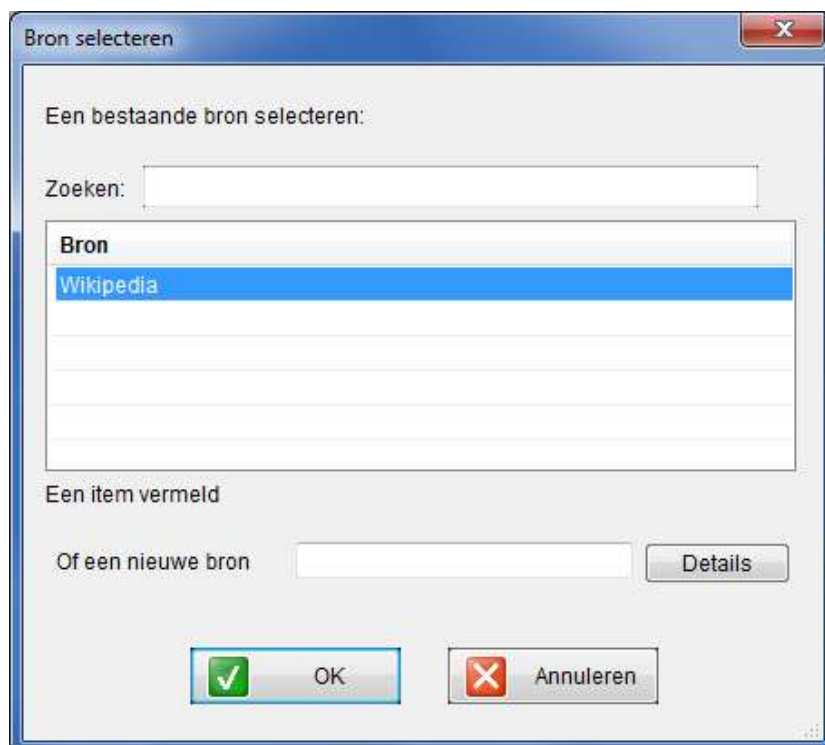 Bron selecteren
Een bestaande bron selecteren:
Zoeken:
Bron
Wikipedia
Een item vermeld
Of een nieuwe bron
Details
OK
Annuleren